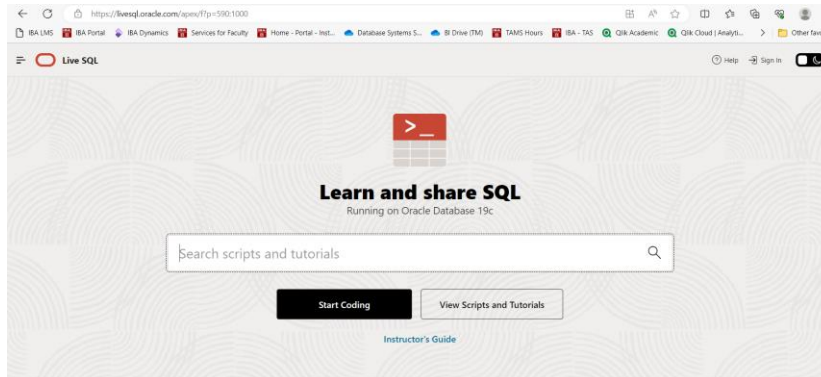 https://livesql.oracle.com/apex/f?p=590:1000
IBA LMS IBA Portal IBA Dynamics Services for Faculty Home - Portal - Inst... Database Systems S... BI Drive (TM) TAMS Hours IBA - TAS Qlik Academic Qlik Cloud | Analyti... Other fav
Live SQL Help Sign In
Learn and share SQL
Running on Oracle Database 19c
Search scripts and tutorials
Start Coding View Scripts and Tutorials
Instructor's Guide